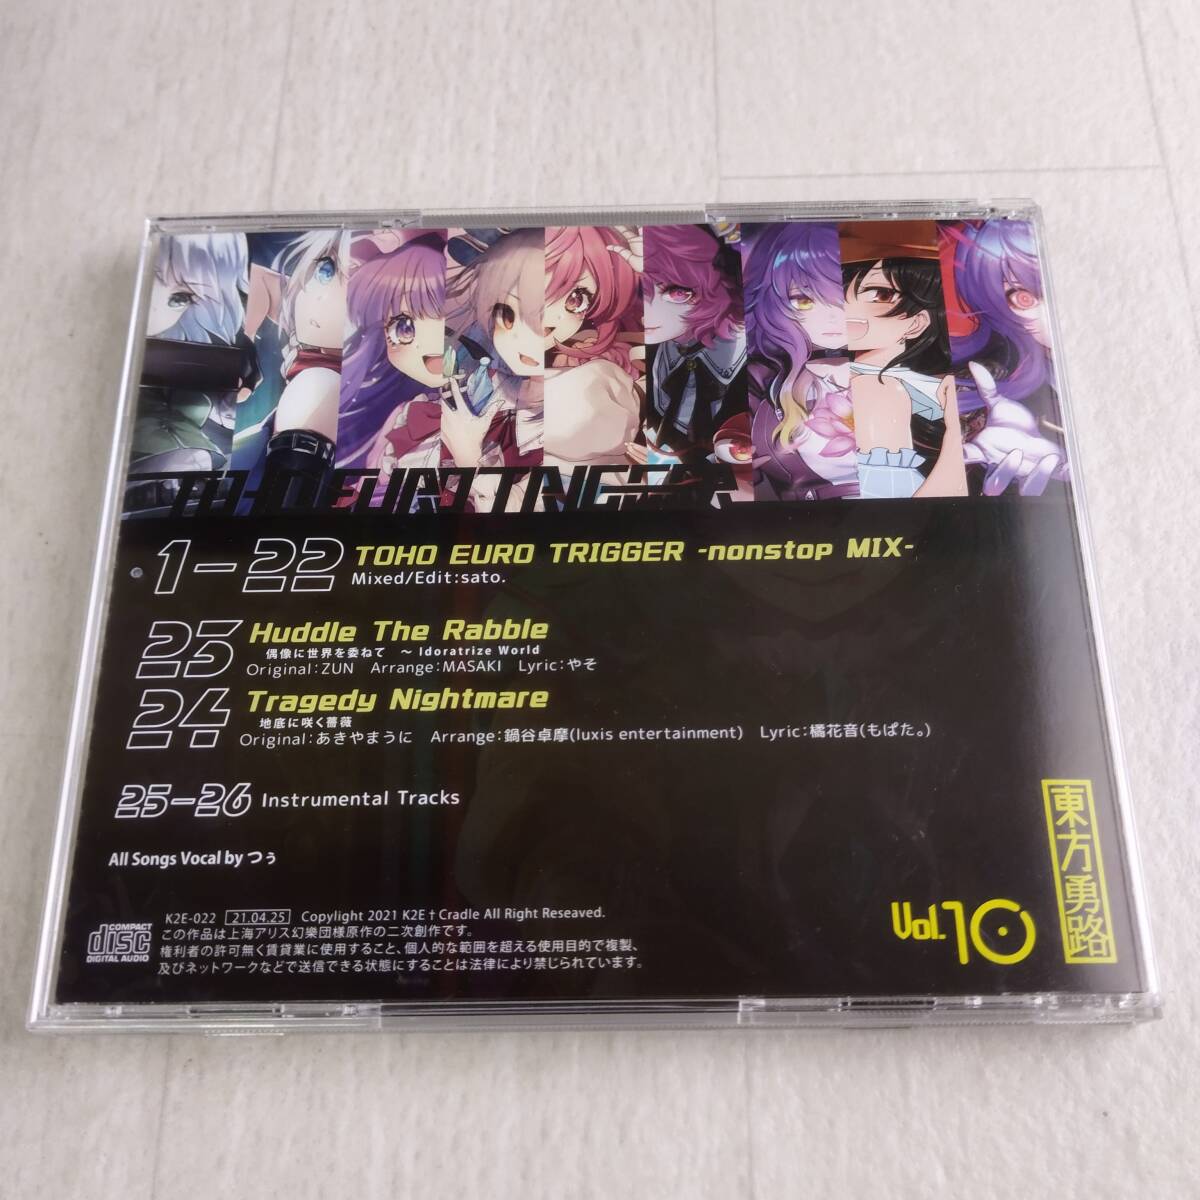 TOHO EURO TRIGGER
1-22 TOHO EURO TRIGGER -nonstop MIX-
Mixed/Edit:sato.
23 Huddle The Rabble
偶像に世界を委ねて ～ Idoratrize World
Original:ZUN Arrange:MASAKI Lyric:やそ
24 Tragedy Nightmare
地底に咲く薔薇
Original:あきやまうに Arrange:鍋谷卓摩(luxis entertainment) Lyric:橘花音(もぱた。)
25-26 Instrumental Tracks
All Songs Vocal by つぅ
COMPACT
disc
DIGITAL AUDIO
K2E-022 21.04.25 Copyright 2021 K2E†Cradle All Right Reseaved.
この作品は上海アリス幻樂団様原作の二次創作です。
権利者の許可無く賃貸業に使用すること、個人的な範囲を超える使用目的で複製、
及びネットワークなどで送信できる状態にすることは法律により禁じられています。
Vol.10
東方勇路